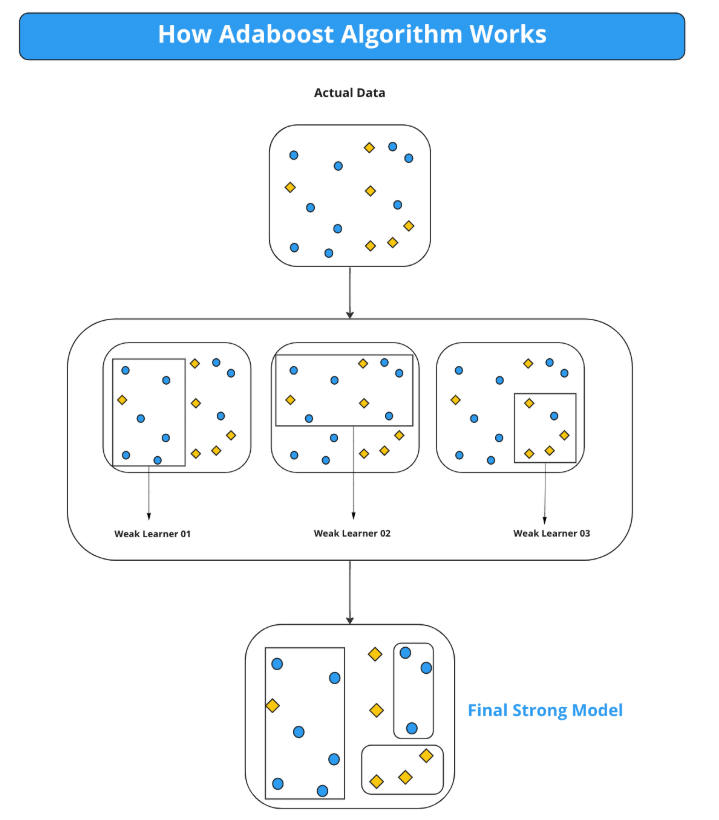 How Adaboost Algorithm Works
Actual Data
Weak Learner 01
Weak Learner 02
Weak Learner 03
Final Strong Model